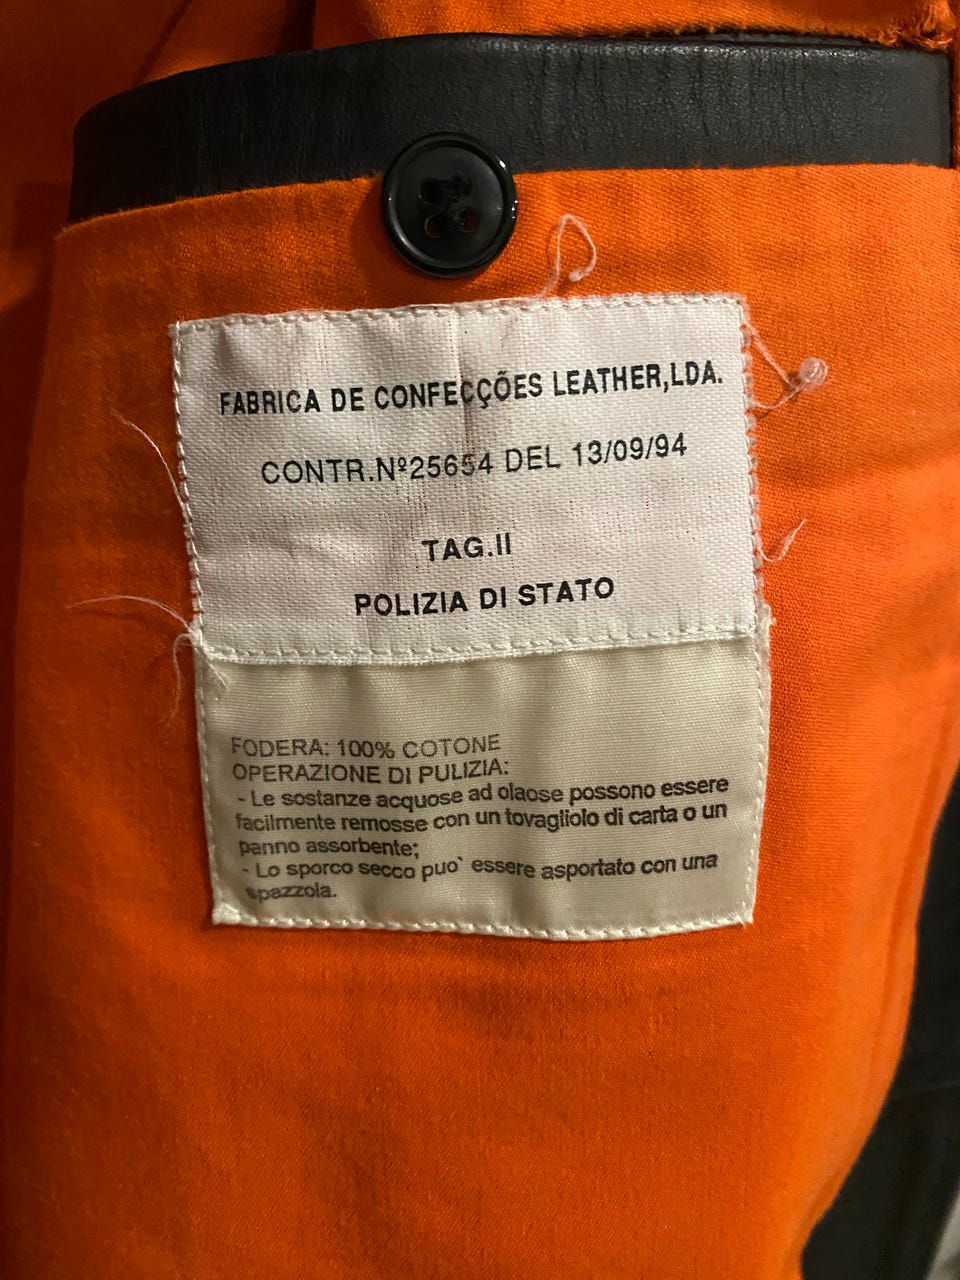 FABRICA DE CONFECÇÕES LEATHER,LDA.
CONTR.Nº25654 DEL 13/09/94
TAG.II
POLIZIA DI STATO
FODERA: 100% COTONE
OPERAZIONE DI PULIZIA:
- Le sostanze acquose ad olaose possono essere
facilmente remosse con un tovagliolo di carta o un
panno assorbente;
- Lo sporco secco puo` essere asportato con una
spazzola.